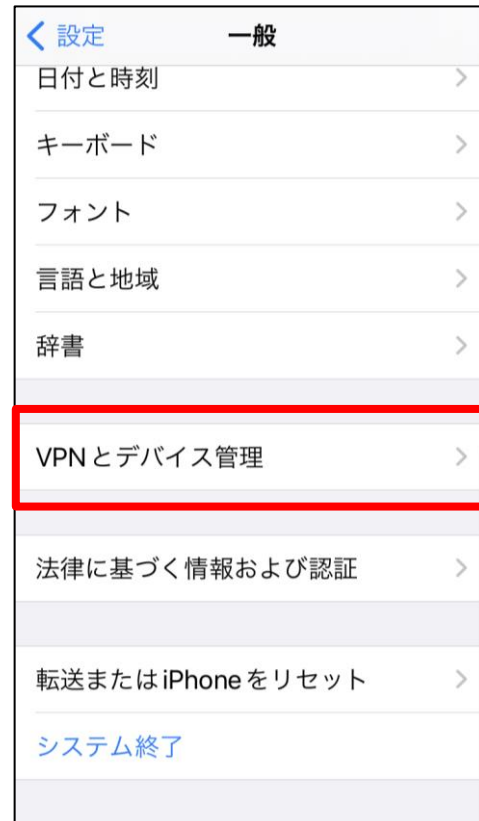 設定
一般
日付と時刻
キーボード
フォント
言語と地域
辞書
VPNとデバイス管理
法律に基づく情報および認証
転送またはiPhoneをリセット
システム終了